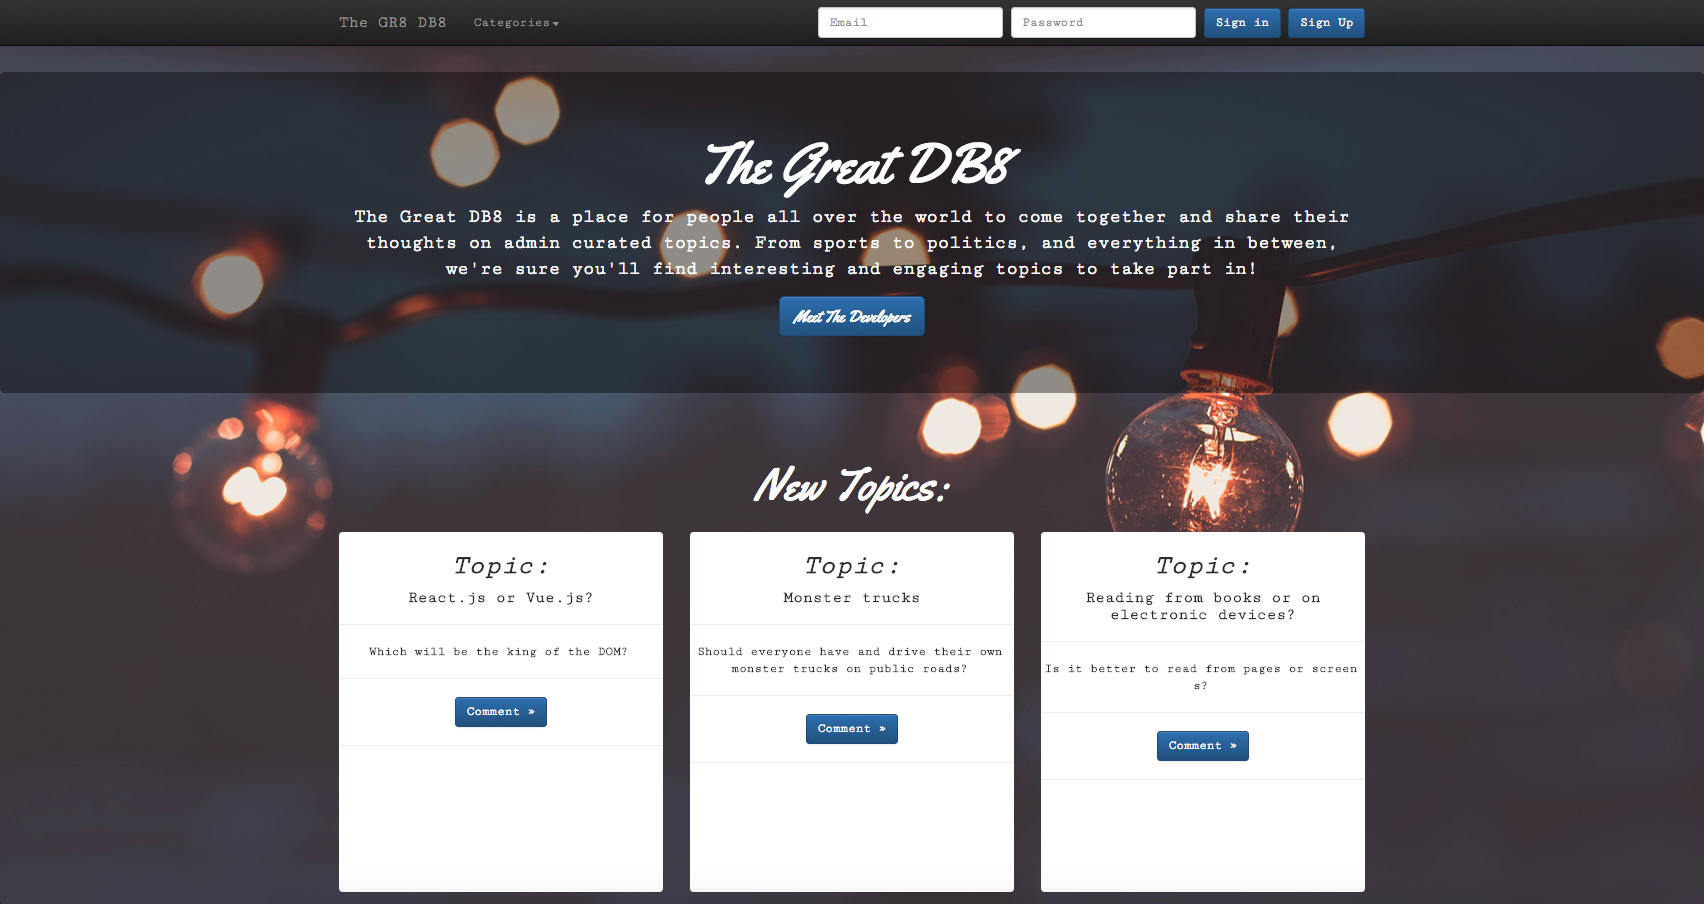 The GR8 DB8 Categories Email Password Sign in Sign Up
The Great DB8
The Great DB8 is a place for people all over the world to come together and share their
thoughts on admin curated topics. From sports to politics, and everything in between,
we're sure you'll find interesting and engaging topics to take part in!
Meet The Developers
New Topics:
Topic:
React.js or Vue.js?
Which will be the king of the DOM?
Comment »
Topic:
Monster trucks
Should everyone have and drive their own
monster trucks on public roads?
Comment »
Topic:
Reading from books or on
electronic devices?
Is it better to read from pages or screen
s?
Comment »